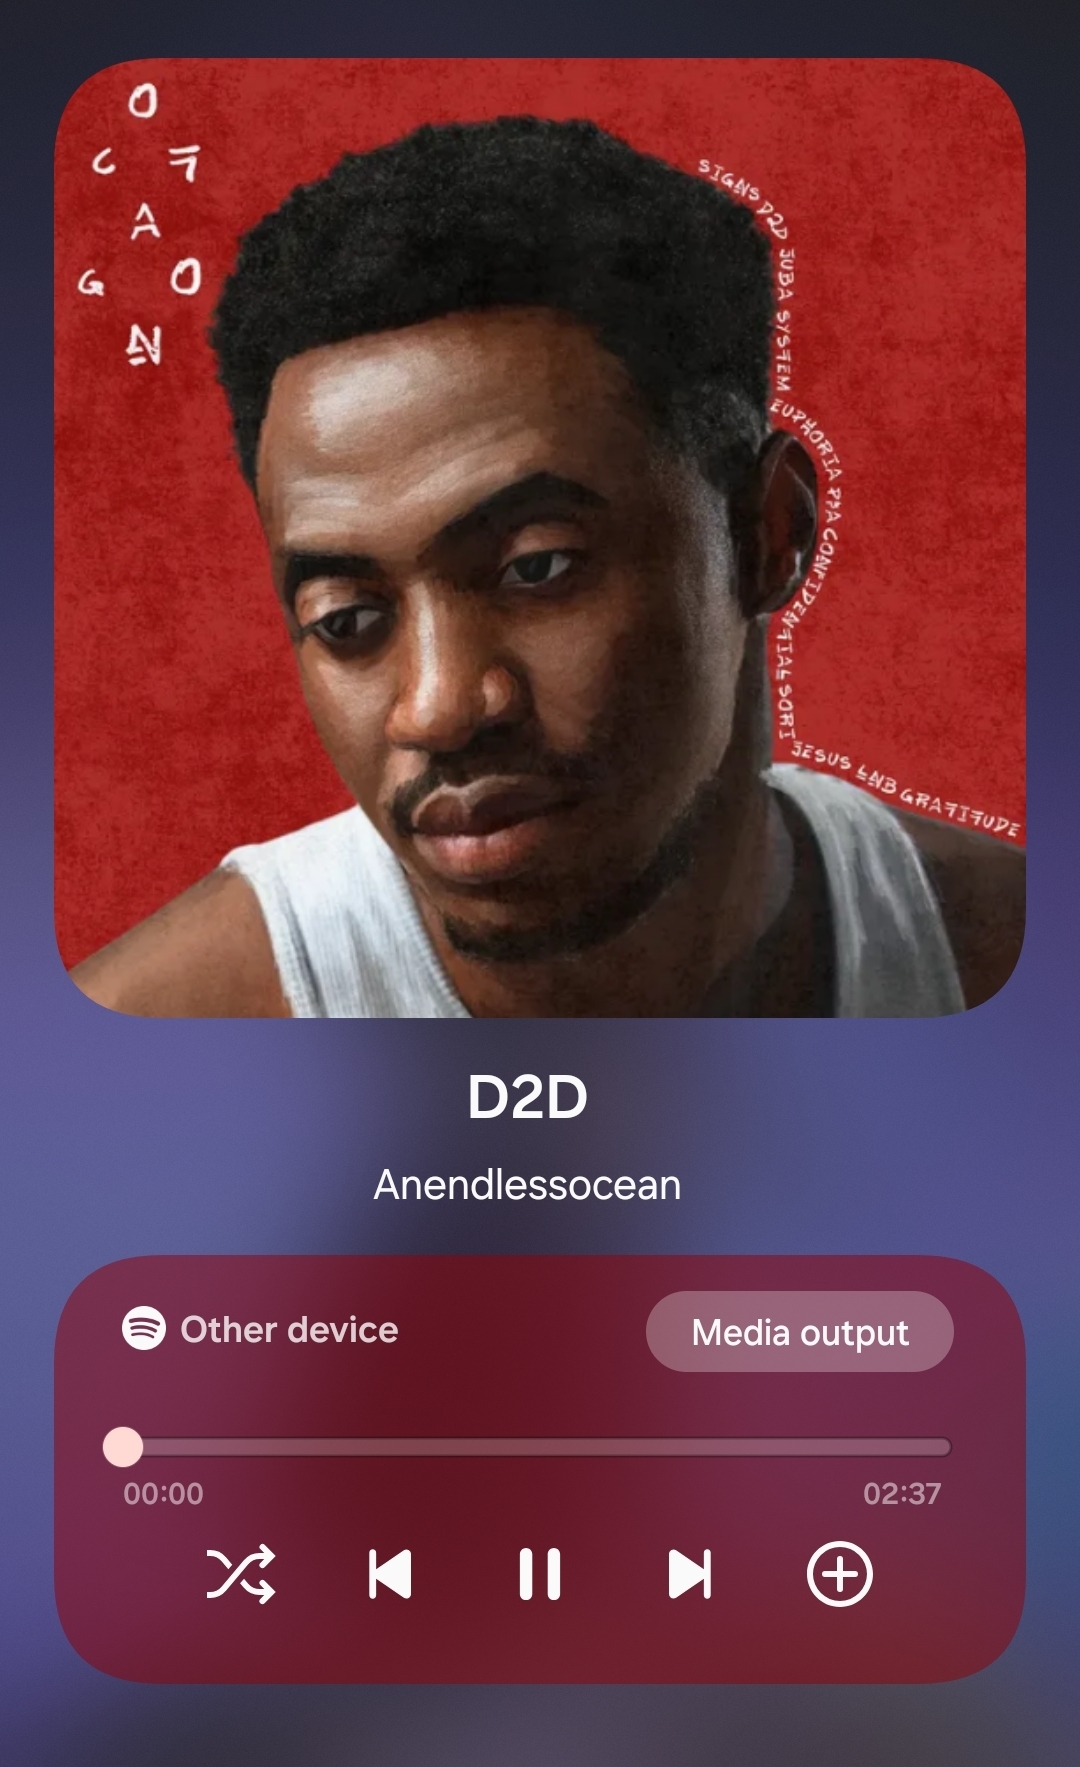 O
C T
A
G O
N
SIGNS D2D JUBA SYSTEM
EUPHORIA CONFIDENTIAL SORI
JESUS LNB GRATITUDE
D2D
Anendlessocean
Other device
Media output
00:00
02:37